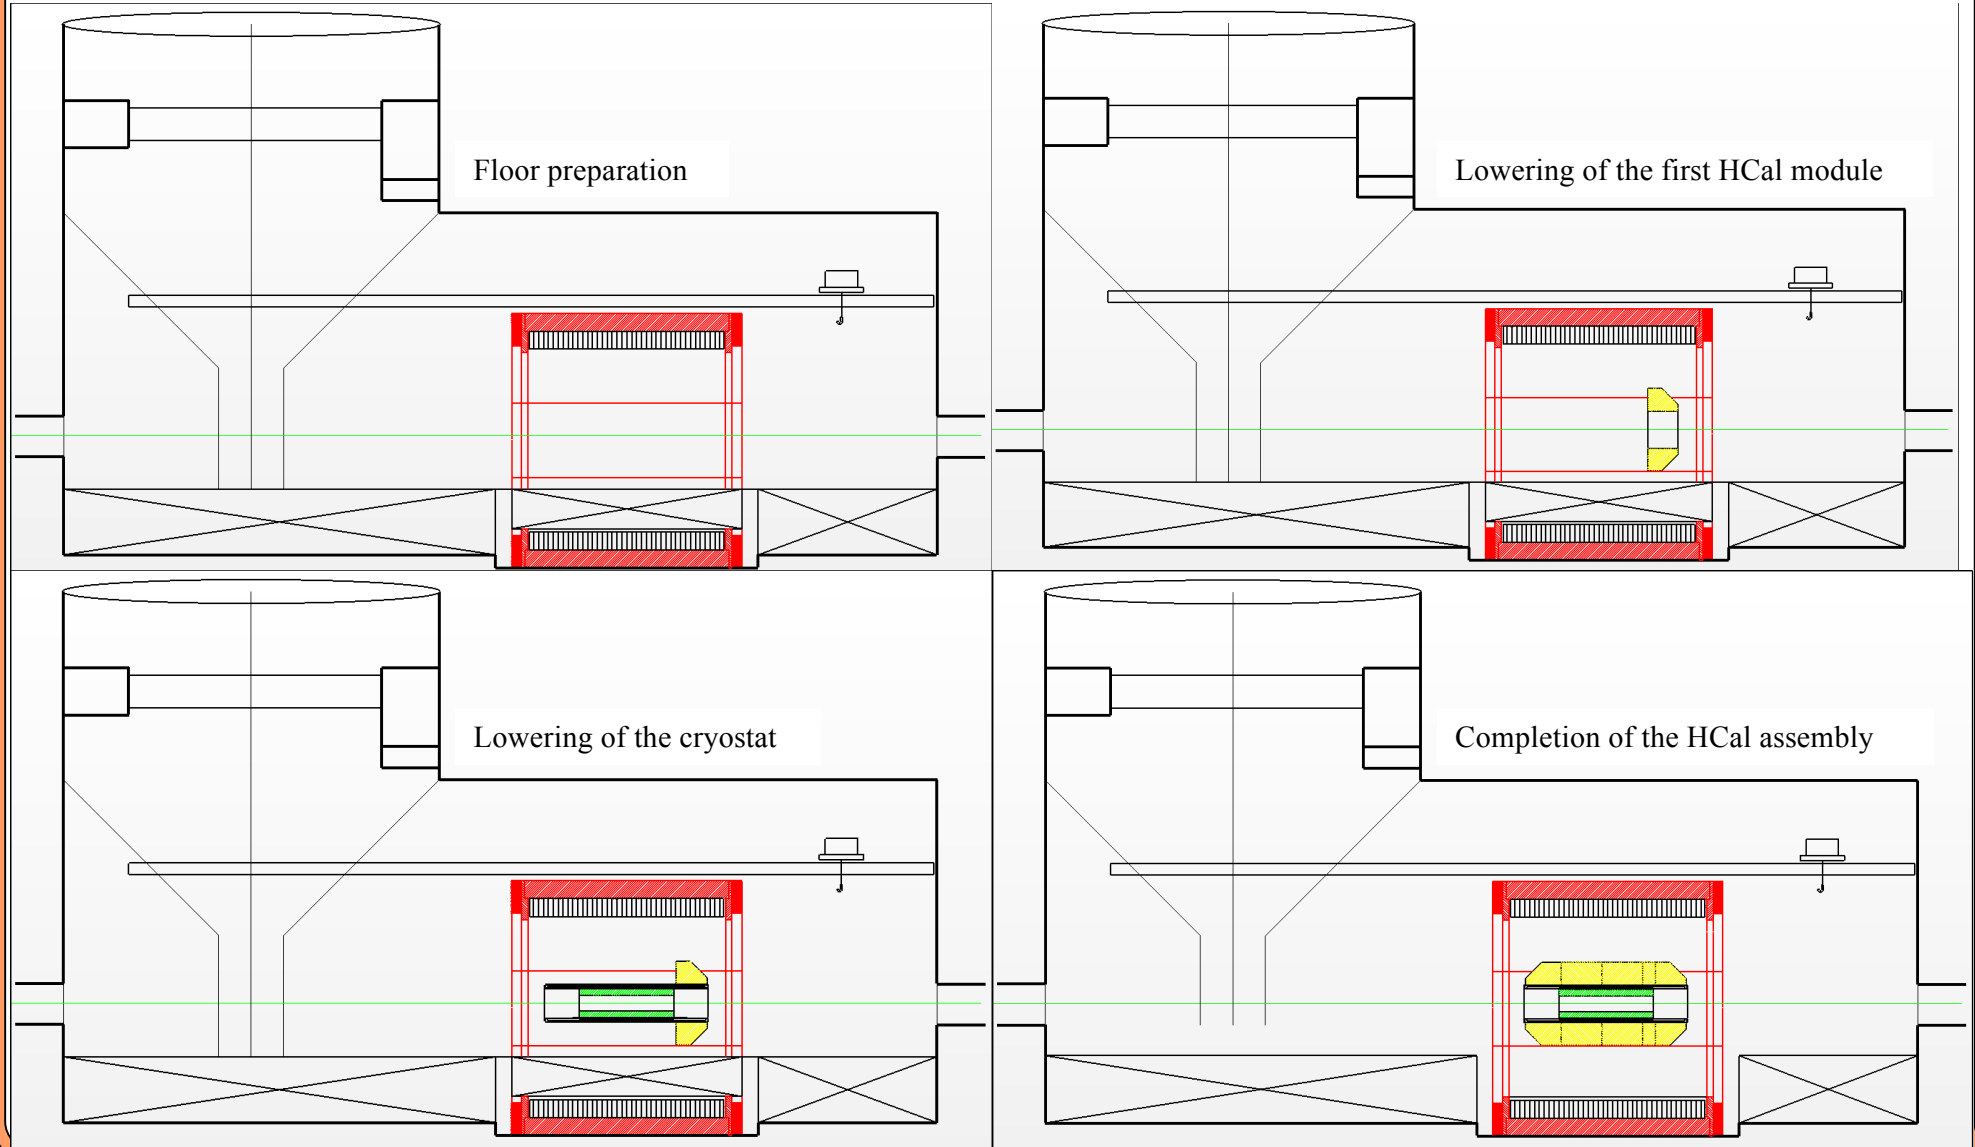 Floor preparation
Lowering of the first HCal module
Lowering of the cryostat
Completion of the HCal assembly